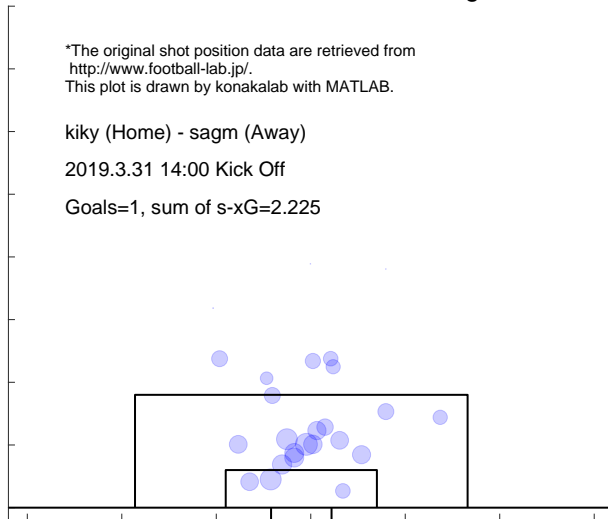 *The original shot position data are retrieved from
http://www.football-lab.jp/.
This plot is drawn by konakalab with MATLAB.
kiky (Home) - sagm (Away)
2019.3.31 14:00 Kick Off
Goals=1, sum of s-xG=2.225